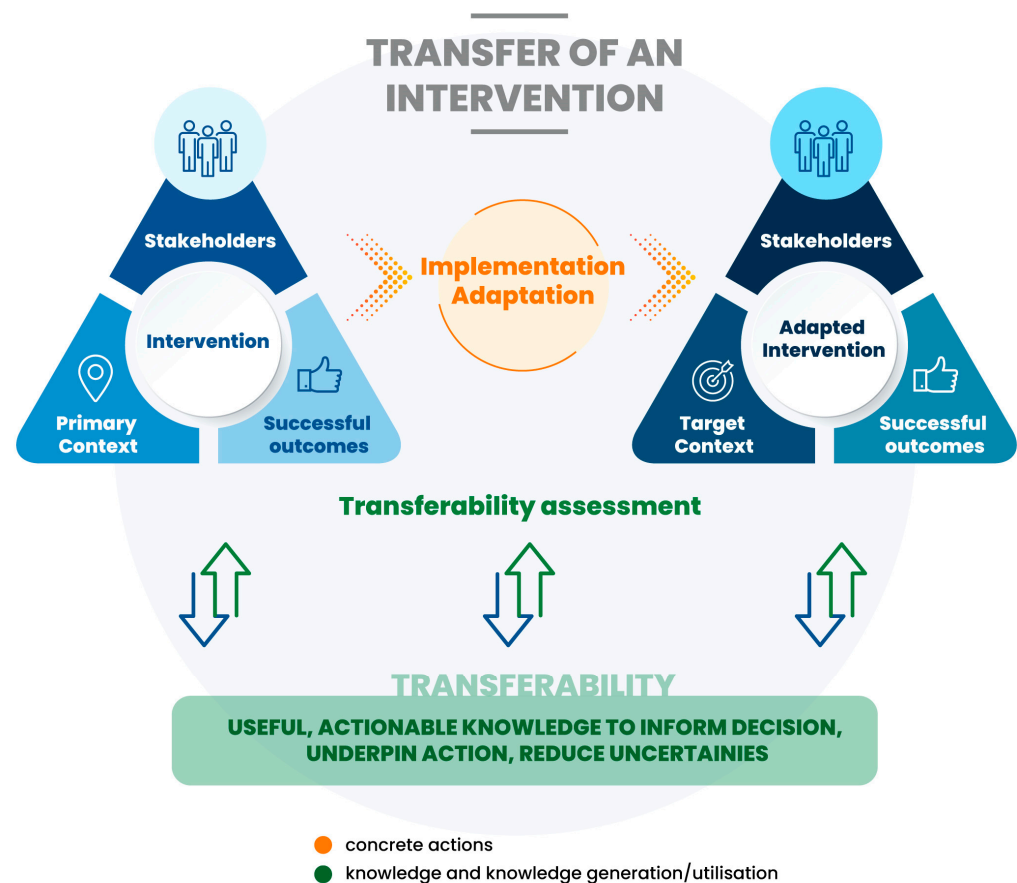 TRANSFER OF AN
INTERVENTION
Stakeholders
Intervention
Primary
Context
Successful
outcomes
Implementation
Adaptation
Stakeholders
Adapted
Intervention
Target
Context
Successful
outcomes
Transferability assessment
TRANSFERABILITY
USEFUL, ACTIONABLE KNOWLEDGE TO INFORM DECISION,
UNDERPIN ACTION, REDUCE UNCERTAINIES
concrete actions
knowledge and knowledge generation/utilisation